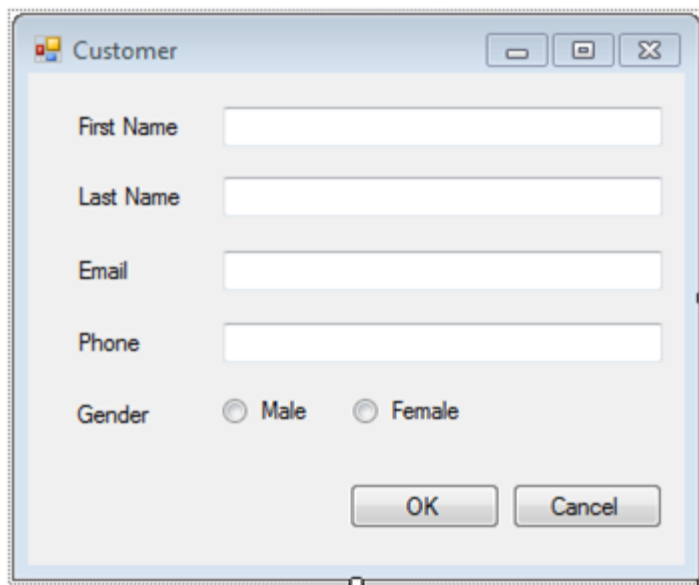 Customer
First Name
Last Name
Email
Phone
Gender Male Female
OK Cancel